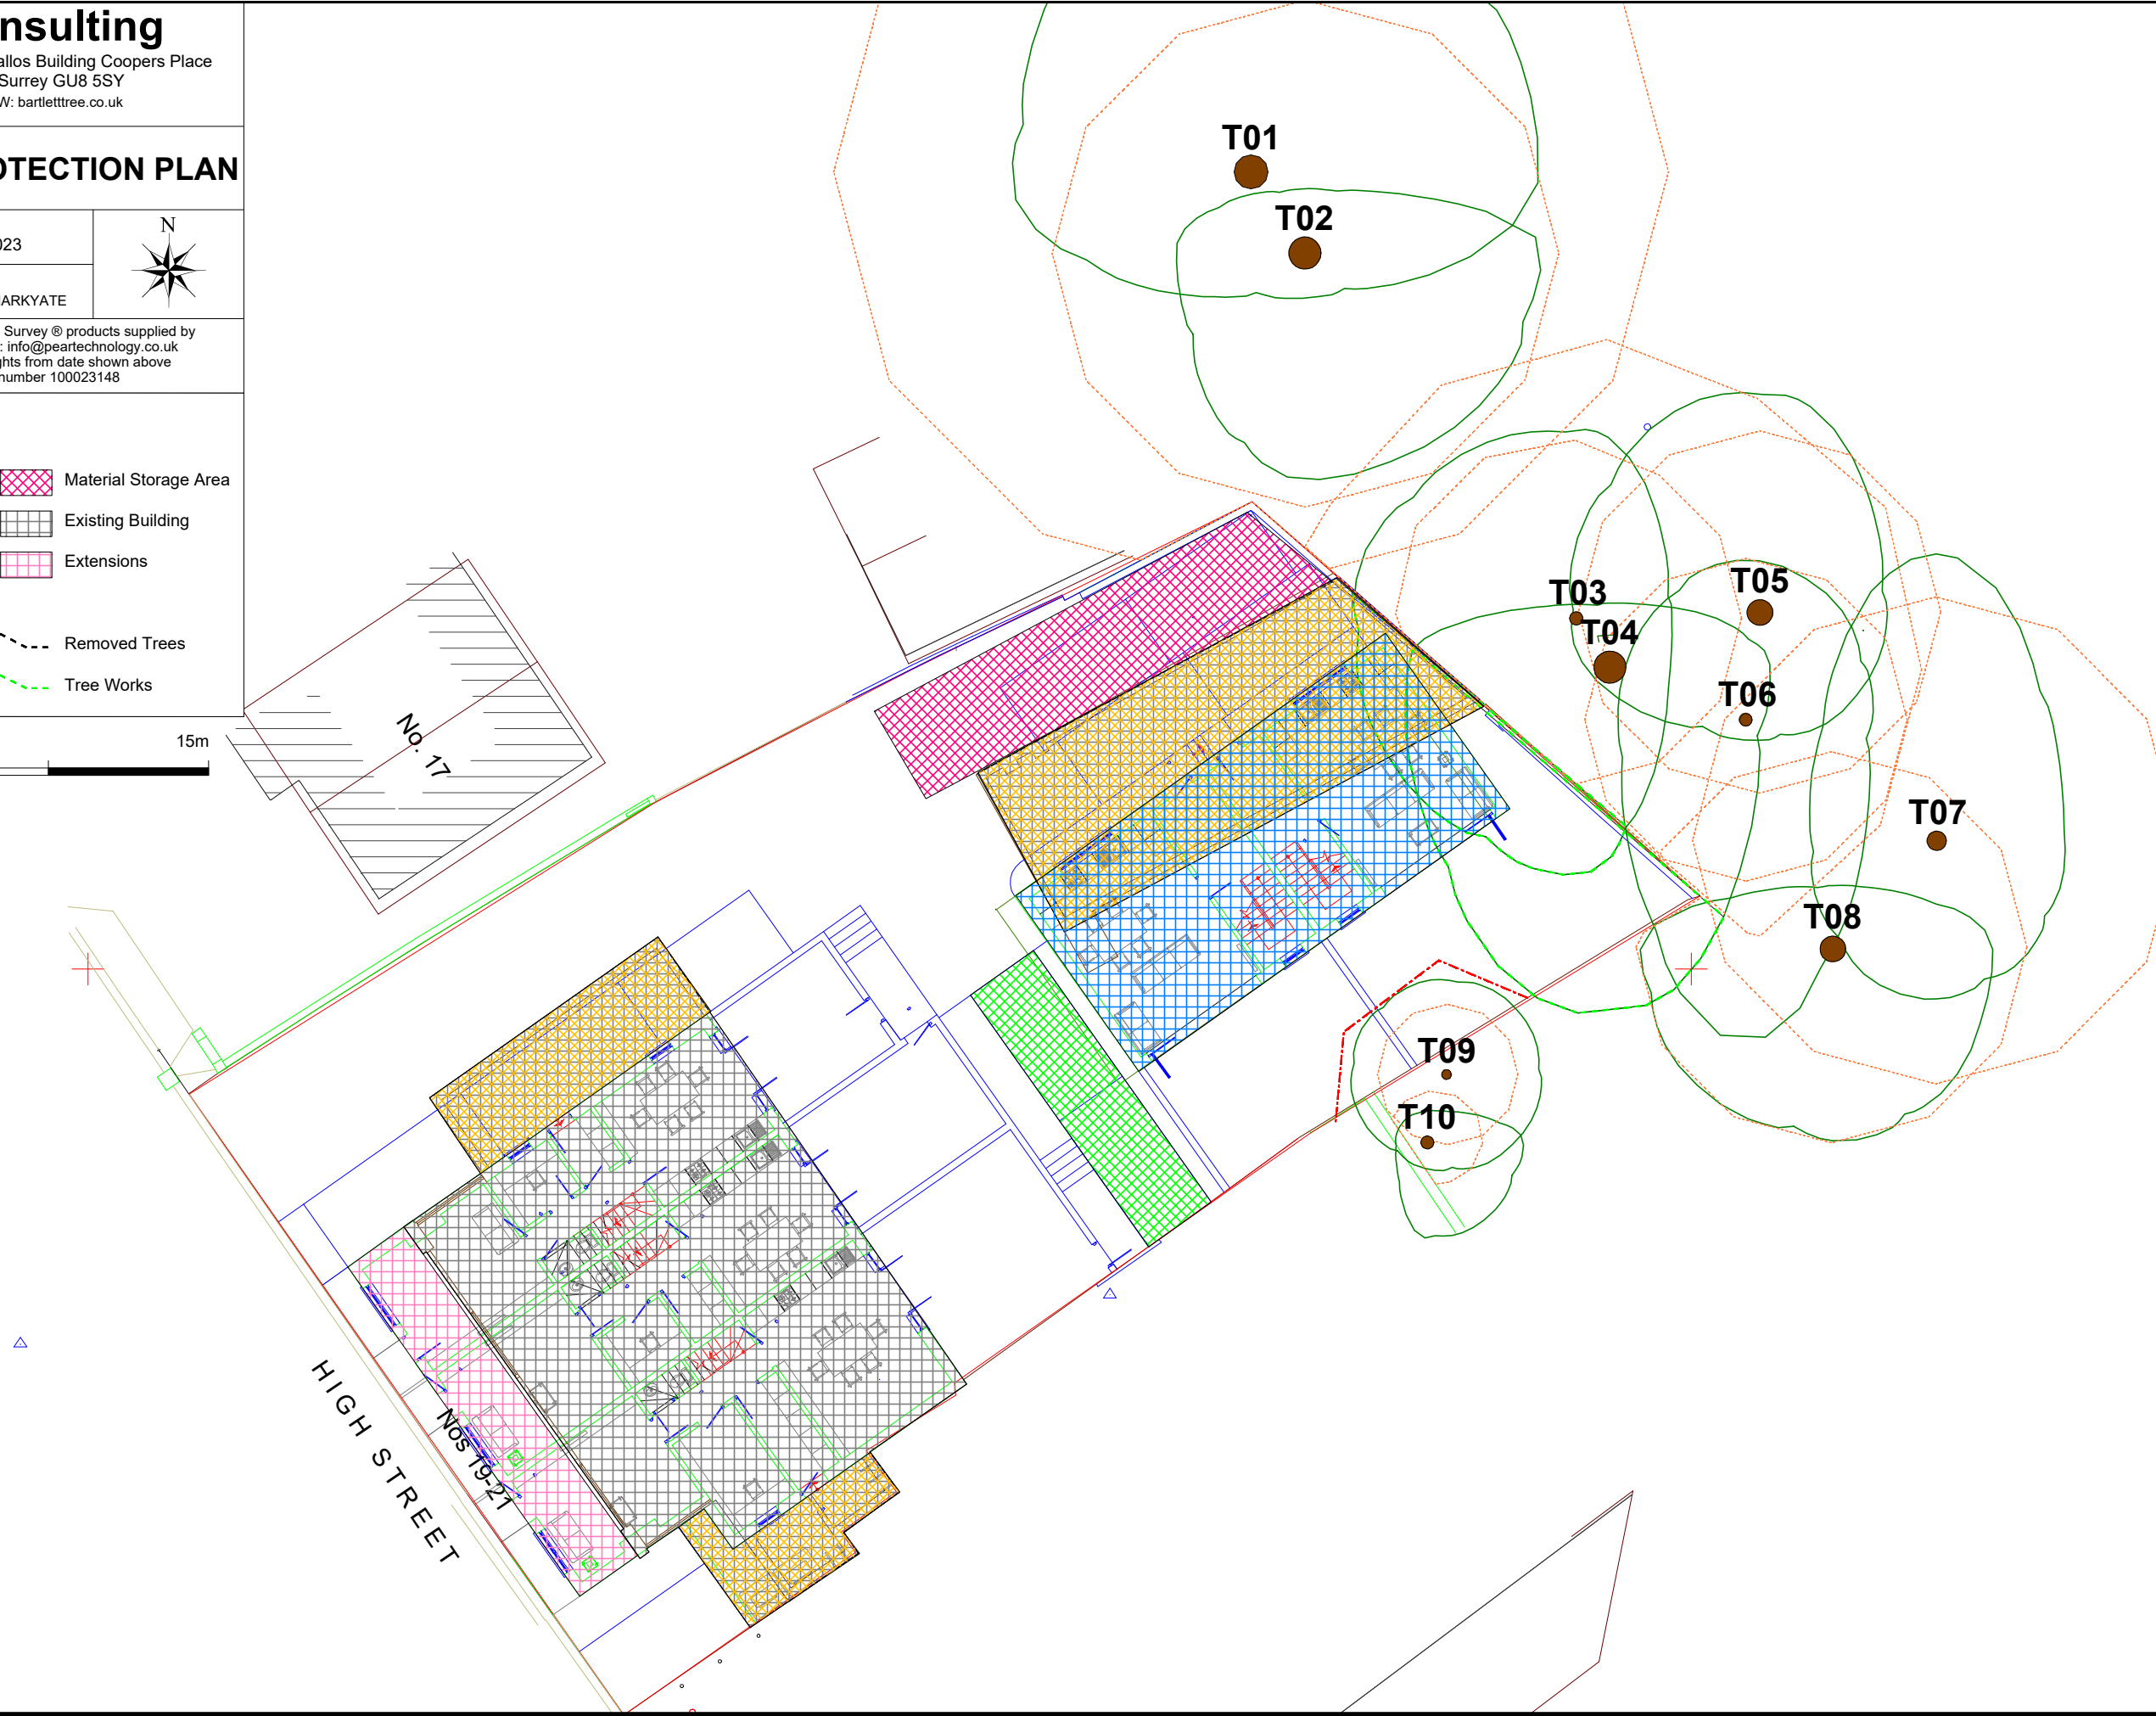 nsulting
allos Building Coopers Place
Surrey GU8 5SY
W: bartletttree.co.uk
OTECTION PLAN
023
N
ARKYATE
Survey ® products supplied by
: info@peartechnology.co.uk
ghts from date shown above
number 100023148
Material Storage Area
Existing Building
Extensions
Removed Trees
Tree Works
15m
No. 17
T01
T02
T03
T04
T05
T06
T07
T08
T09
T10
HIGH STREET
Nos 19-21